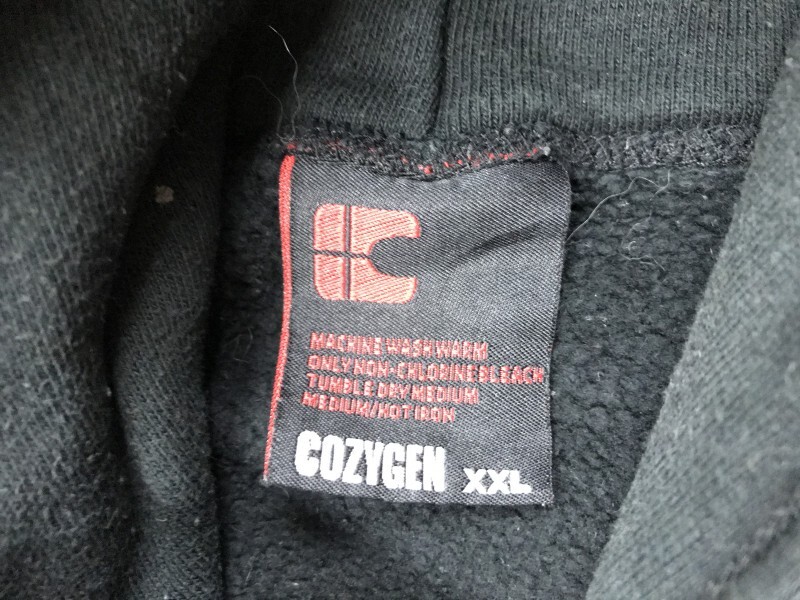 MACHINE WASH WARM
ONLY NON-CHLORINE BLEACH
TUMBLE DRY MEDIUM
MEDIUM/HOT IRON
COZYGEN XXL